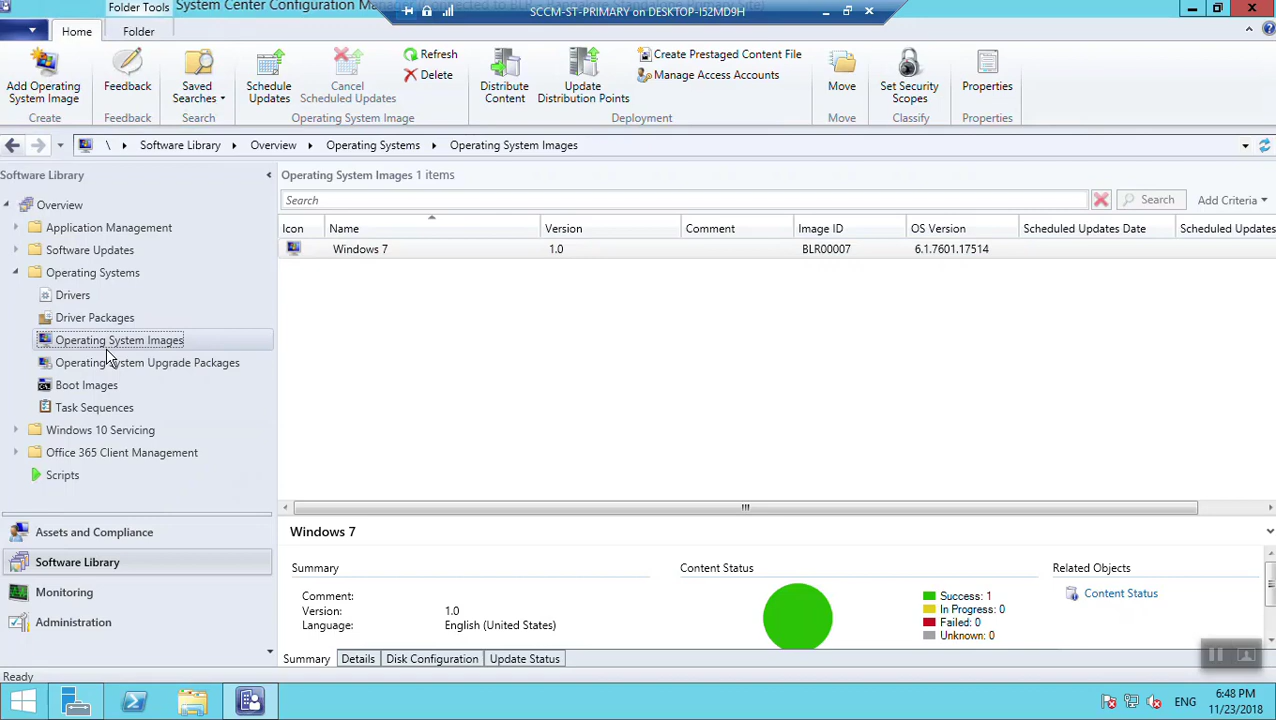 Folder Tools
System Center Configuration
SCCM-ST-PRIMARY on DESKTOP-I52MD9H
Home
Folder
Add Operating
System Image
Create
Feedback
Feedback
Saved
Searches
Search
Schedule
Updates
Cancel
Scheduled Updates
Refresh
Delete
Operating System Image
Distribute
Content
Update
Distribution Points
Create Prestaged Content File
Manage Access Accounts
Deployment
Move
Move
Set Security
Scopes
Classify
Properties
Properties
\ Software Library Overview Operating Systems Operating System Images
Software Library
Overview
Application Management
Software Updates
Operating Systems
Drivers
Driver Packages
Operating System Images
Operating System Upgrade Packages
Boot Images
Task Sequences
Windows 10 Servicing
Office 365 Client Management
Scripts
Assets and Compliance
Software Library
Monitoring
Administration
Operating System Images 1 items
Search
Search
Add Criteria
Icon Name Version Comment Image ID OS Version Scheduled Updates Date Scheduled Updates
Windows 7 1.0 BLR00007 6.1.7601.17514
Windows 7
Summary
Comment:
Version: 1.0
Language: English (United States)
Content Status
Success: 1
In Progress: 0
Failed: 0
Unknown: 0
Related Objects
Content Status
Summary Details Disk Configuration Update Status
Ready
ENG
6:48 PM
11/23/2018